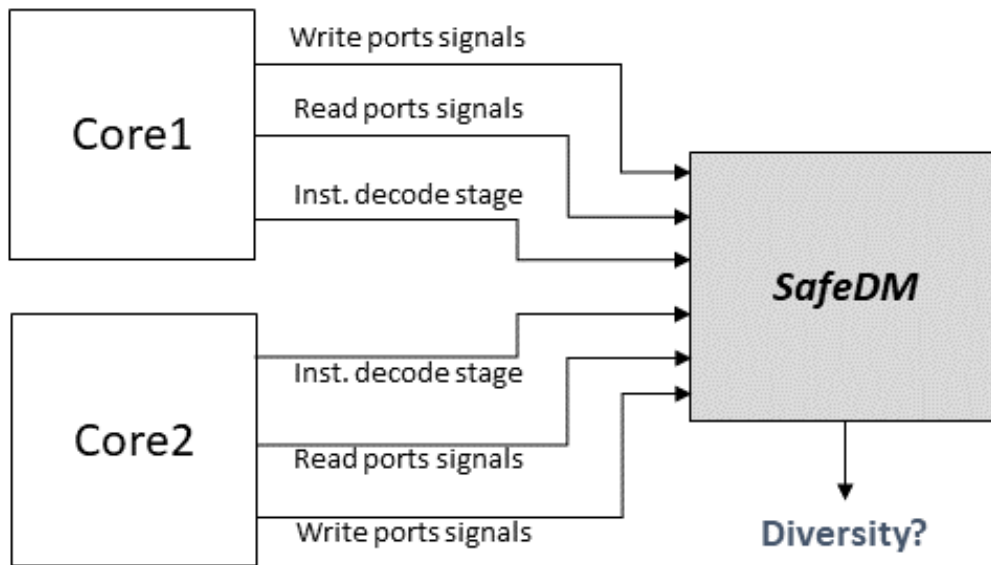 Write ports signals
Read ports signals
Core1
Inst. decode stage
SafeDM
Inst. decode stage
Core2
Read ports signals
Write ports signals
Diversity?